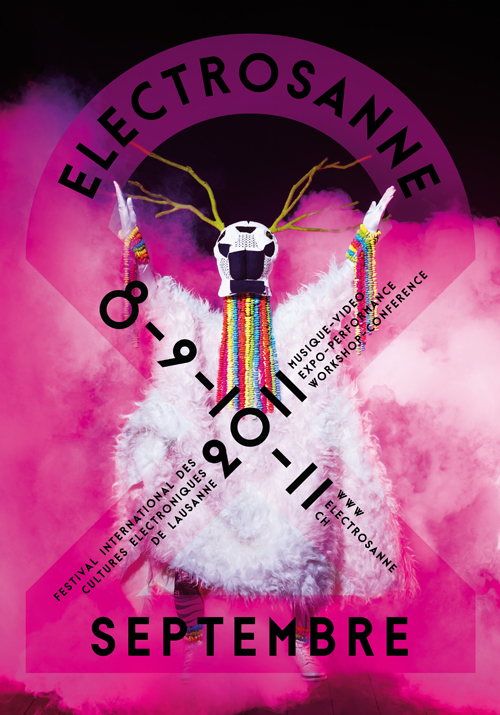 ELECTROSANNE
8-9-10-11
2011
MUSIQUE-VIDEO
EXPO-PERFORMANCE
WORKSHOP-CONFERENCE
FESTIVAL INTERNATIONAL DES
CULTURES ELECTRONIQUES
DE LAUSANNE
WWW
ELECTROSANNE
CH
SEPTEMBRE